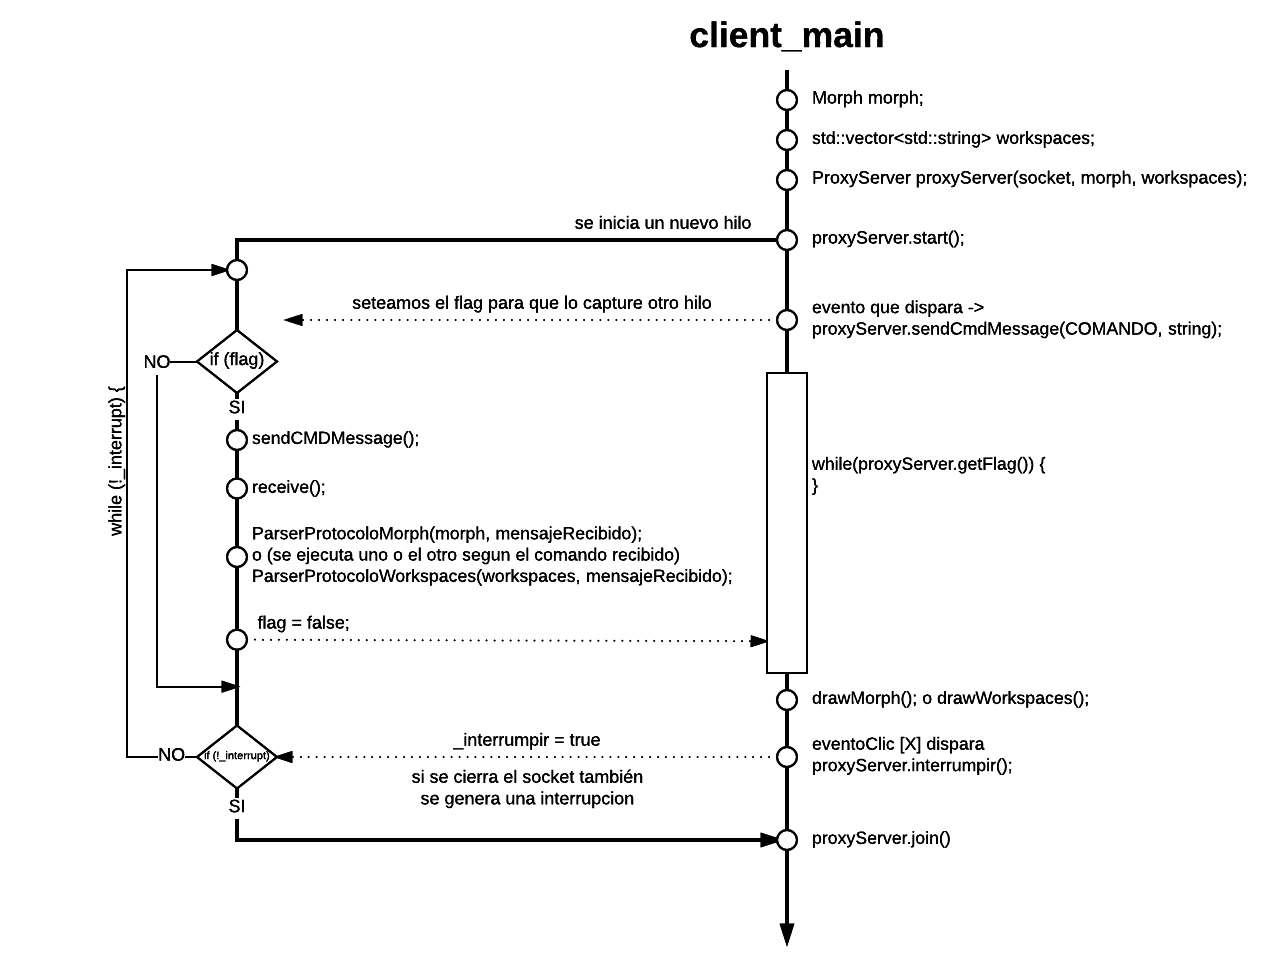 client_main
Morph morph;
std::vector<std::string> workspaces;
ProxyServer proxyServer(socket, morph, workspaces);
se inicia un nuevo hilo
proxyServer.start();
seteamos el flag para que lo capture otro hilo
evento que dispara ->
proxyServer.sendCmdMessage(COMANDO, string);
if (flag)
NO
SI
while (!_interrupt) {
sendCMDMessage();
receive();
while(proxyServer.getFlag()) {
}
ParserProtocoloMorph(morph, mensajeRecibido);
o (se ejecuta uno o el otro segun el comando recibido)
ParserProtocoloWorkspaces(workspaces, mensajeRecibido);
flag = false;
drawMorph(); o drawWorkspaces();
_interrumpir = true
eventoClic [X] dispara
proxyServer.interrumpir();
NO
if (!_interrupt)
si se cierra el socket también
se genera una interrupcion
SI
proxyServer.join()